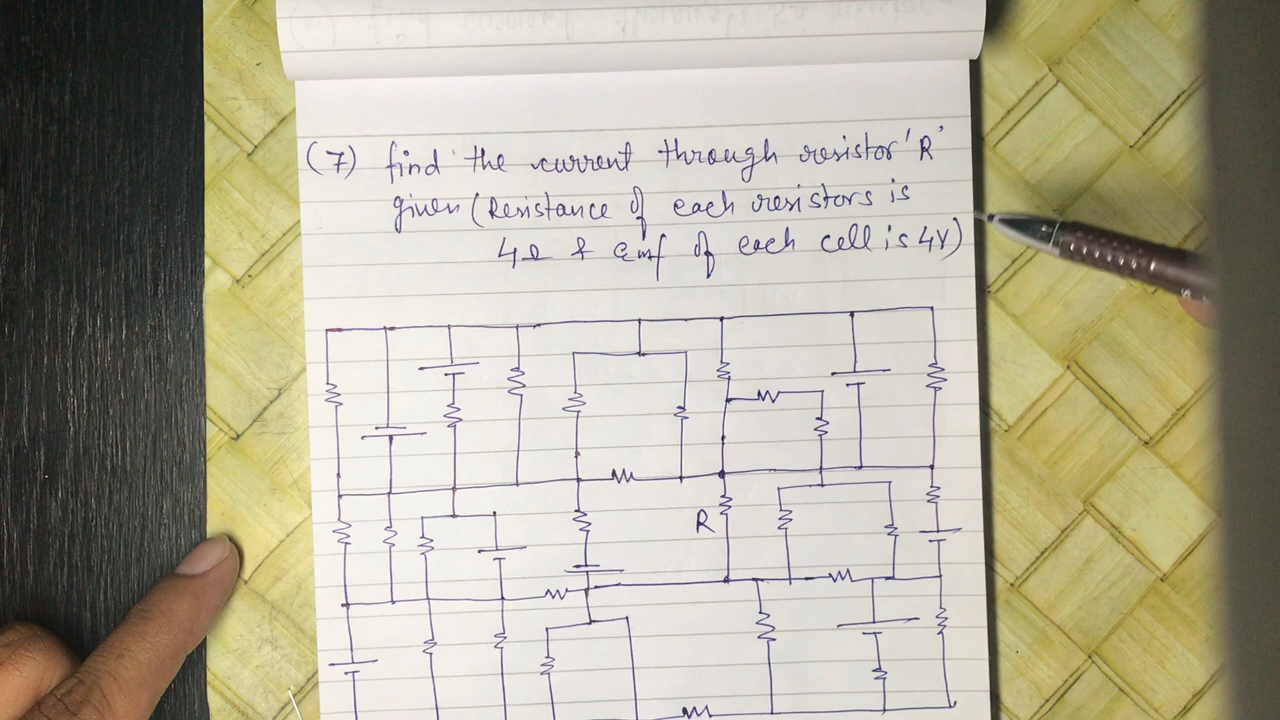 (7) find the current through resistor 'R'
given (Resistance of each resistors is
4Ω & Emf of each cell is 4V)
R